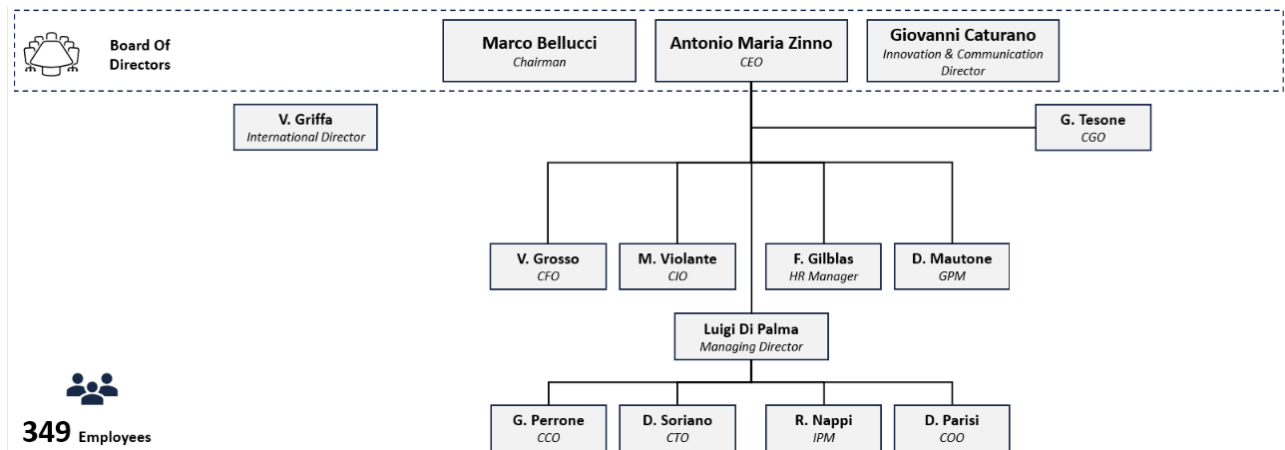 Board Of
Directors
Marco Bellucci
Chairman
Antonio Maria Zinno
CEO
Giovanni Caturano
Innovation & Communication
Director
V. Griffa
International Director
G. Tesone
CGO
V. Grosso
CFO
M. Violante
CIO
F. Gilblas
HR Manager
D. Mautone
GPM
Luigi Di Palma
Managing Director
G. Perrone
CCO
D. Soriano
CTO
R. Nappi
IPM
D. Parisi
COO
349 Employees